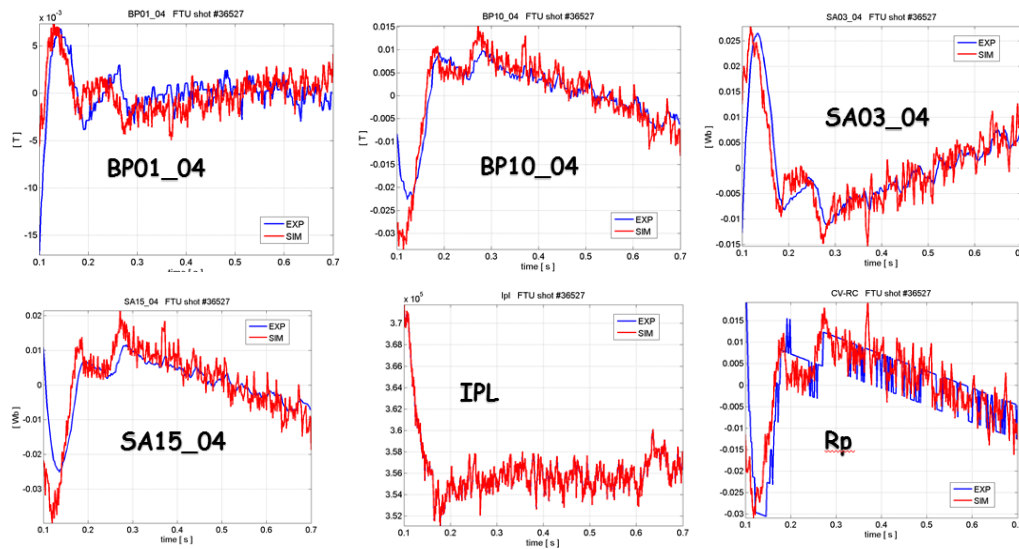 BP01_04 FTU shot #36527
x 10⁻³
5
0
-5
-10
-15
[ T ]
BP01_04
EXP
SIM
0.1 0.2 0.3 0.4 0.5 0.6 0.7
time [ s ]
BP10_04 FTU shot #36527
0.015
0.01
0.005
0
-0.005
-0.01
-0.015
-0.02
-0.025
-0.03
[ T ]
BP10_04
EXP
SIM
0.1 0.2 0.3 0.4 0.5 0.6 0.7
time [ s ]
SA03_04 FTU shot #36527
0.025
0.02
0.015
0.01
0.005
0
-0.005
-0.01
-0.015
[ Wb ]
EXP
SIM
SA03_04
0.1 0.2 0.3 0.4 0.5 0.6 0.7
time [ s ]
SA15_04 FTU shot #36527
0.02
0.01
0
-0.01
-0.02
-0.03
[ Wb ]
EXP
SIM
SA15_04
0.1 0.2 0.3 0.4 0.5 0.6 0.7
time [ s ]
Ipl FTU shot #36527
x 10⁵
3.7
3.68
3.66
3.64
3.62
3.6
3.58
3.56
3.54
3.52
EXP
SIM
IPL
0.1 0.2 0.3 0.4 0.5 0.6 0.7
time [ s ]
CV-RC FTU shot #36527
0.015
0.01
0.005
0
-0.005
-0.01
-0.015
-0.02
-0.025
-0.03
EXP
SIM
Rp
0.1 0.2 0.3 0.4 0.5 0.6 0.7
time [ s ]